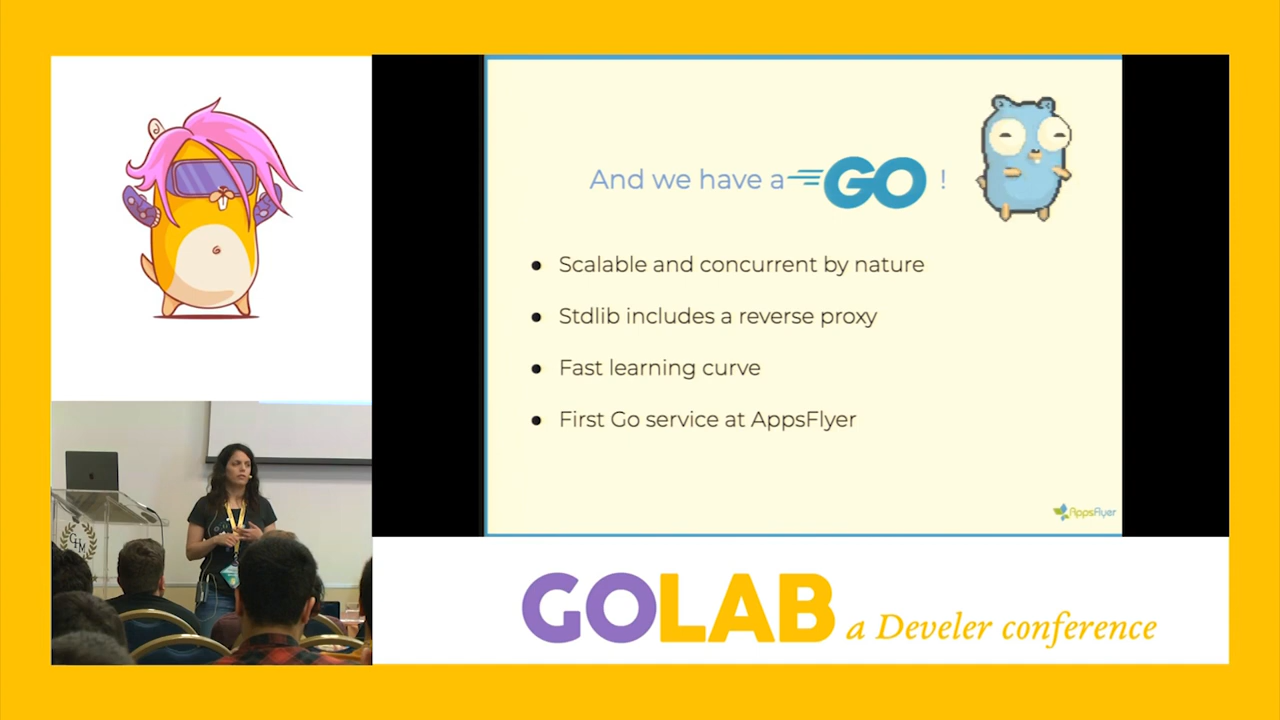 And we have a GO !
● Scalable and concurrent by nature
● Stdlib includes a reverse proxy
● Fast learning curve
● First Go service at AppsFlyer
AppsFlyer
GHM
GOLAB a Develer conference